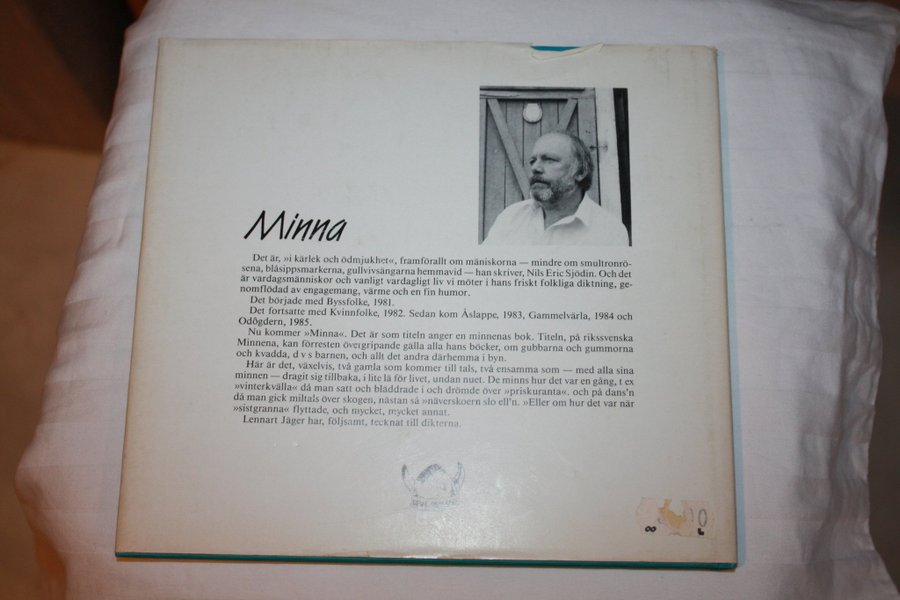 Minna
Det är, »i kärlek och ödmjukhet«, framförallt om mäniskorna — mindre om smultronrö-
sena, blåsippsmarkerna, gullvivsängarna hemmavid — han skriver, Nils Eric Sjödin. Och det
är vardagsmänniskor och vanligt vardagligt liv vi möter i hans friskt folkliga diktning, ge-
nomflödad av engagemang, värme och en fin humor.
Det började med Byssfolke, 1981.
Det fortsatte med Kvinnfolke, 1982. Sedan kom Åslappe, 1983, Gammelvärla, 1984 och
Odôgdern, 1985.
Nu kommer »Minna«. Det är som titeln anger en minnenas bok. Titeln, på rikssvenska
Minnena, kan förresten övergripande gälla alla hans böcker, om gubbarna och gummorna
och kvadda, d v s barnen, och allt det andra därhemma i byn.
Här är det, växelvis, två gamla som kommer till tals, två ensamma som — med alla sina
minnen — dragit sig tillbaka, i lite lä för livet, undan nuet. De minns hur det var en gång, t ex
»vinterkvälla« då man satt och bläddrade i och drömde över »priskuranta«. och på dans'n
då man gick miltals över skogen, nästan så »näverskoern slo ell'n. »Eller om hur det var när
»sistgranna« flyttade, och mycket, mycket annat.
Lennart Jäger har, följsamt, tecknat till dikterna.